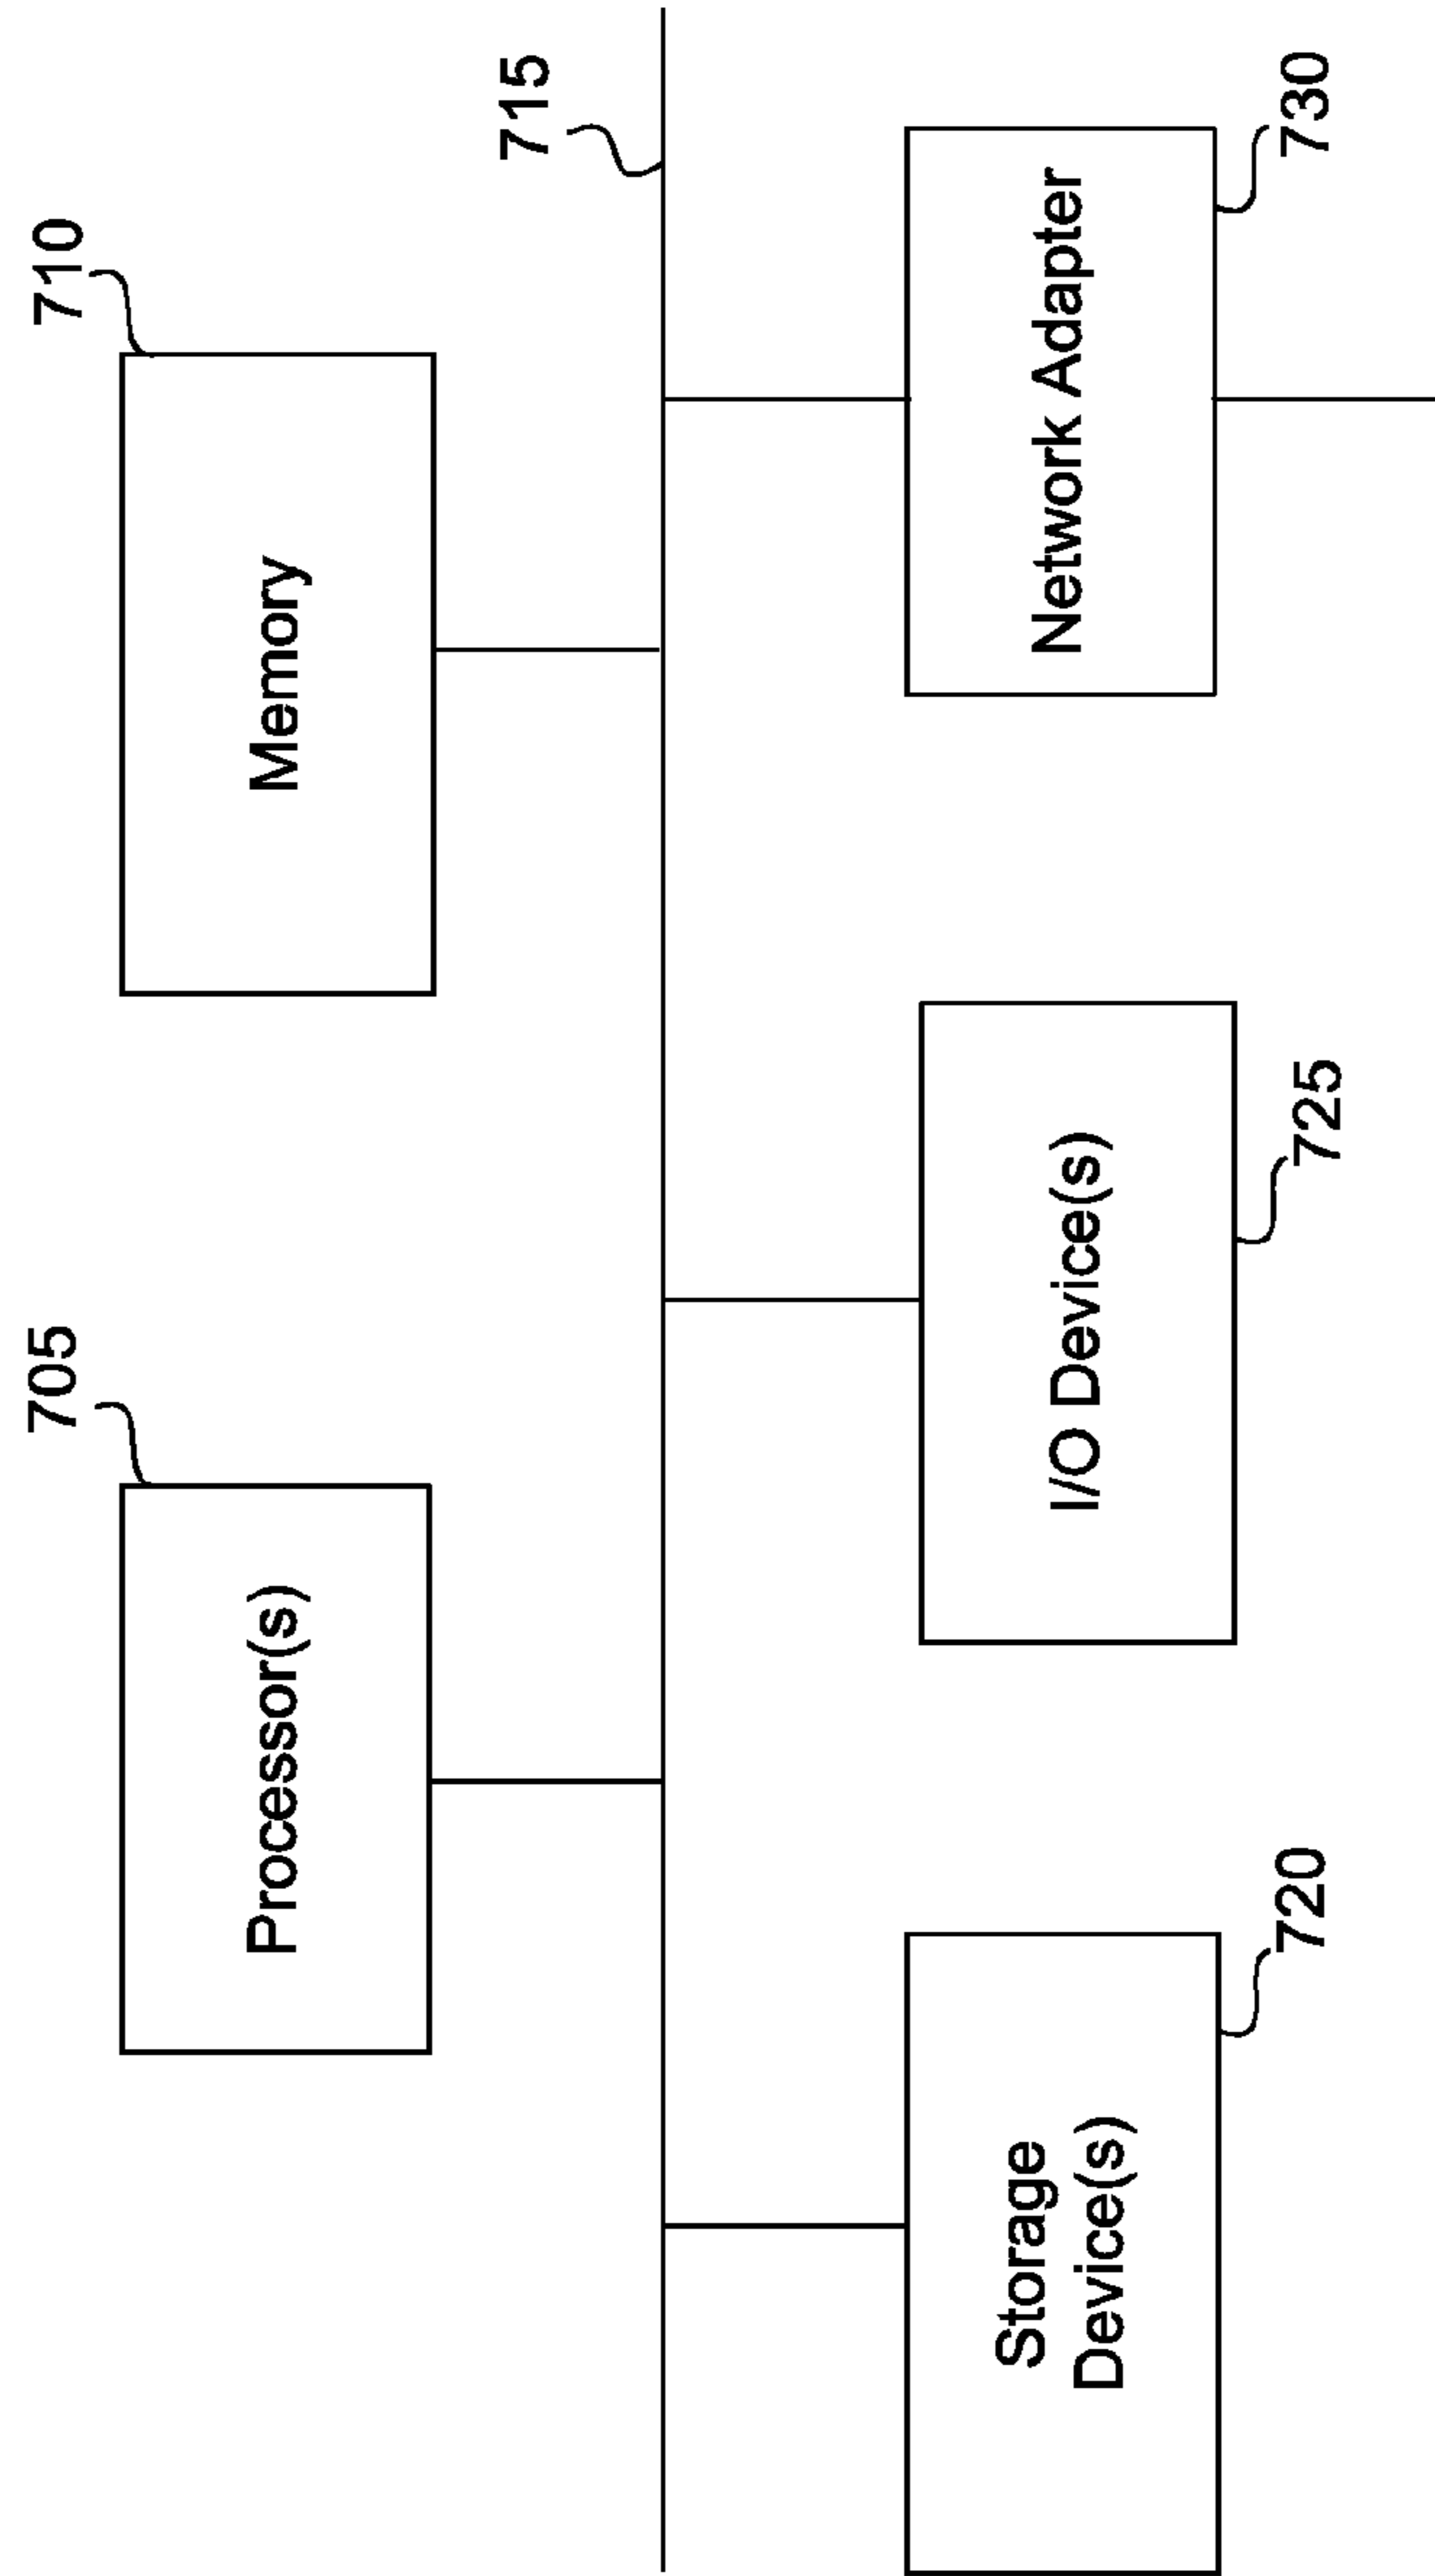 705
710
Processor(s)
Memory
715
Storage
Device(s)
I/O Device(s)
Network Adapter
720
725
730